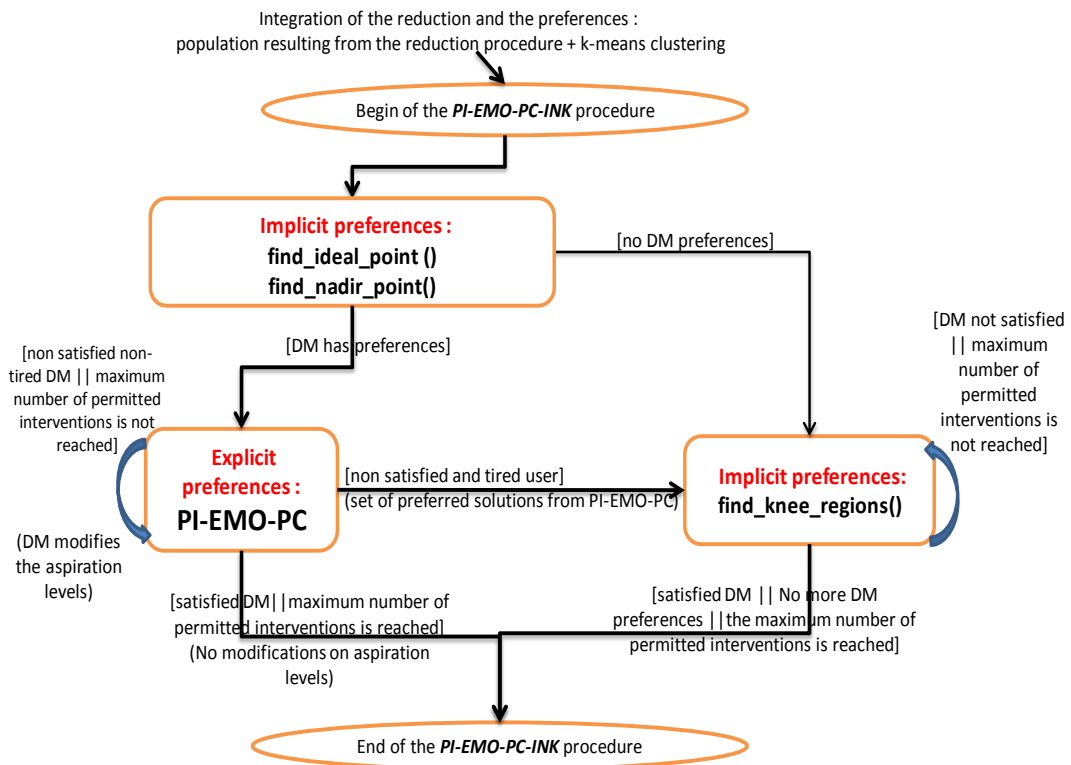 Integration of the reduction and the preferences :
population resulting from the reduction procedure + k-means clustering
Begin of the PI-EMO-PC-INK procedure
Implicit preferences :
find_ideal_point ()
find_nadir_point()
[no DM preferences]
[DM has preferences]
[non satisfied non-
tired DM || maximum
number of permitted
interventions is not
reached]
[DM not satisfied
|| maximum
number of
permitted
interventions is
not reached]
Explicit
preferences :
PI-EMO-PC
[non satisfied and tired user]
(set of preferred solutions from PI-EMO-PC)
Implicit preferences:
find_knee_regions()
(DM modifies
the aspiration
levels)
[satisfied DM||maximum number of
permitted interventions is reached]
(No modifications on aspiration
levels)
[satisfied DM || No more DM
preferences ||the maximum number of
permitted interventions is reached]
End of the PI-EMO-PC-INK procedure